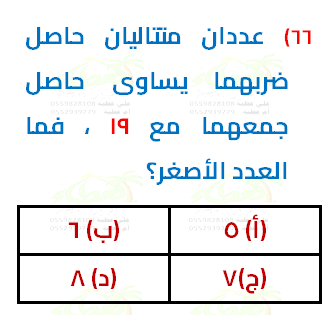 ٦٦) عددان متتاليان حاصل
ضربهما يساوى حاصل
جمعهما مع ١٩ ، فما
العدد الأصغر؟
(أ) ٥
(ب) ٦
(ج) ٧
(د) ٨